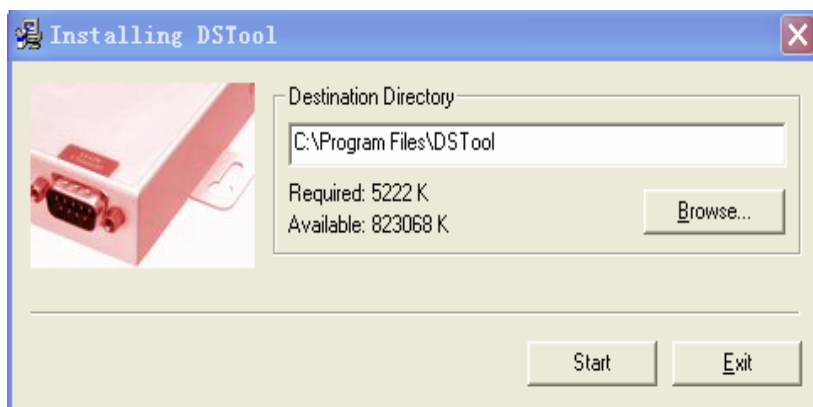 Installing DSTool
Destination Directory
C:\Program Files\DSTool
Required: 5222 K
Available: 823068 K
Browse...
Start
Exit